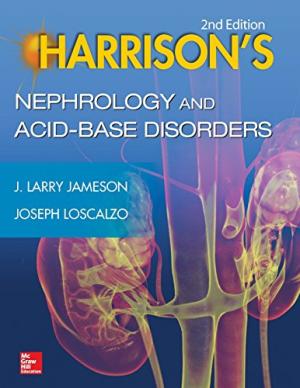 2nd Edition
HARRISON'S
NEPHROLOGY AND
ACID-BASE DISORDERS
J. LARRY JAMESON
JOSEPH LOSCALZO
Mc
Graw
Hill
Education